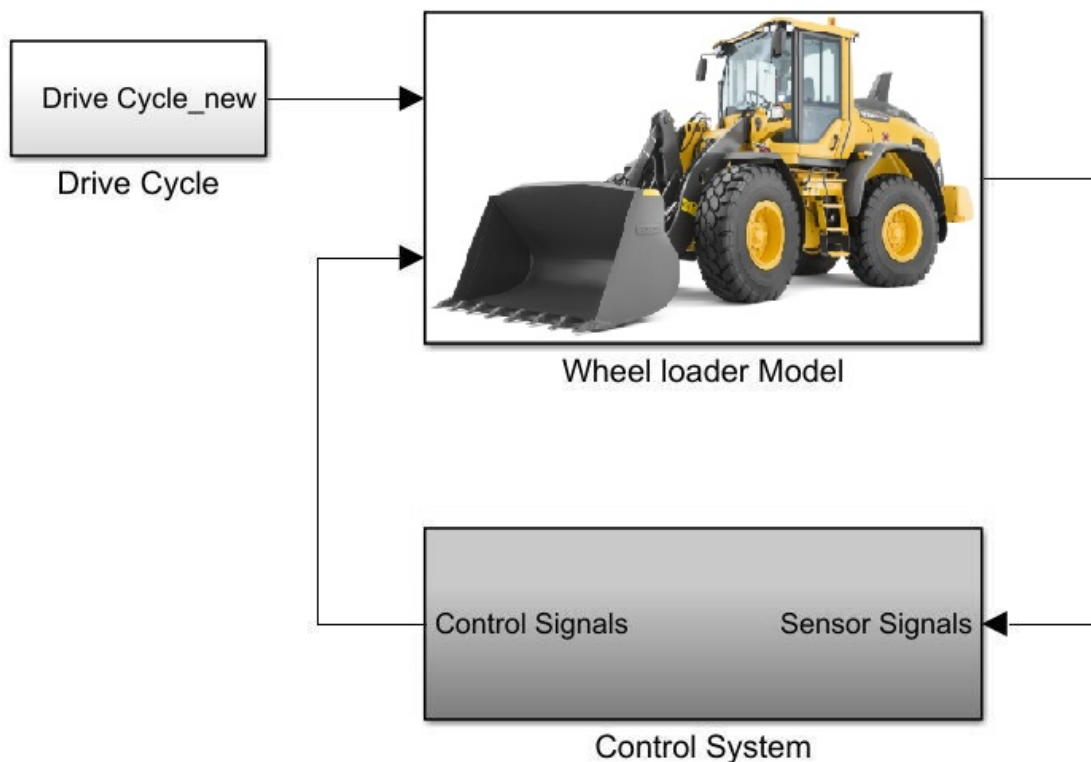 Drive Cycle_new
Drive Cycle
Wheel loader Model
Control Signals
Sensor Signals
Control System